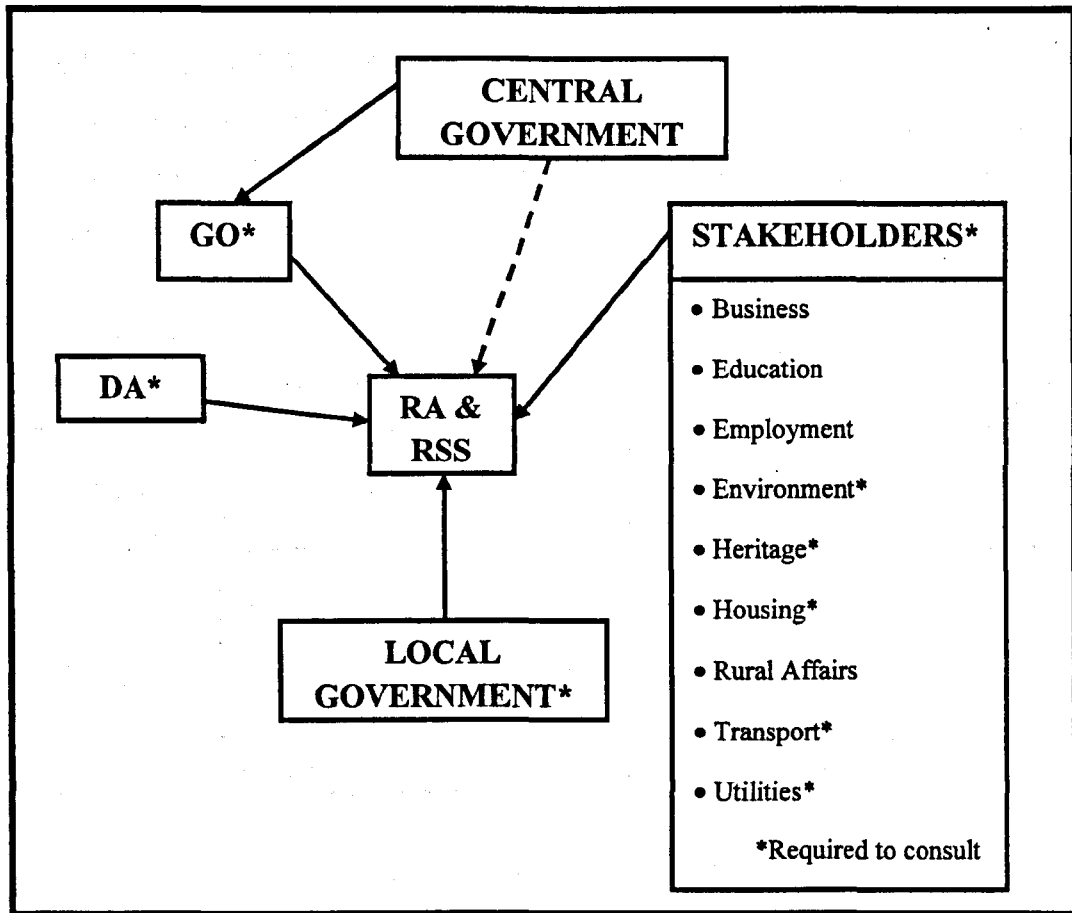 CENTRAL
GOVERNMENT
GO*
STAKEHOLDERS*
• Business
• Education
• Employment
• Environment*
• Heritage*
• Housing*
• Rural Affairs
• Transport*
• Utilities*
*Required to consult
DA*
RA &
RSS
LOCAL
GOVERNMENT*